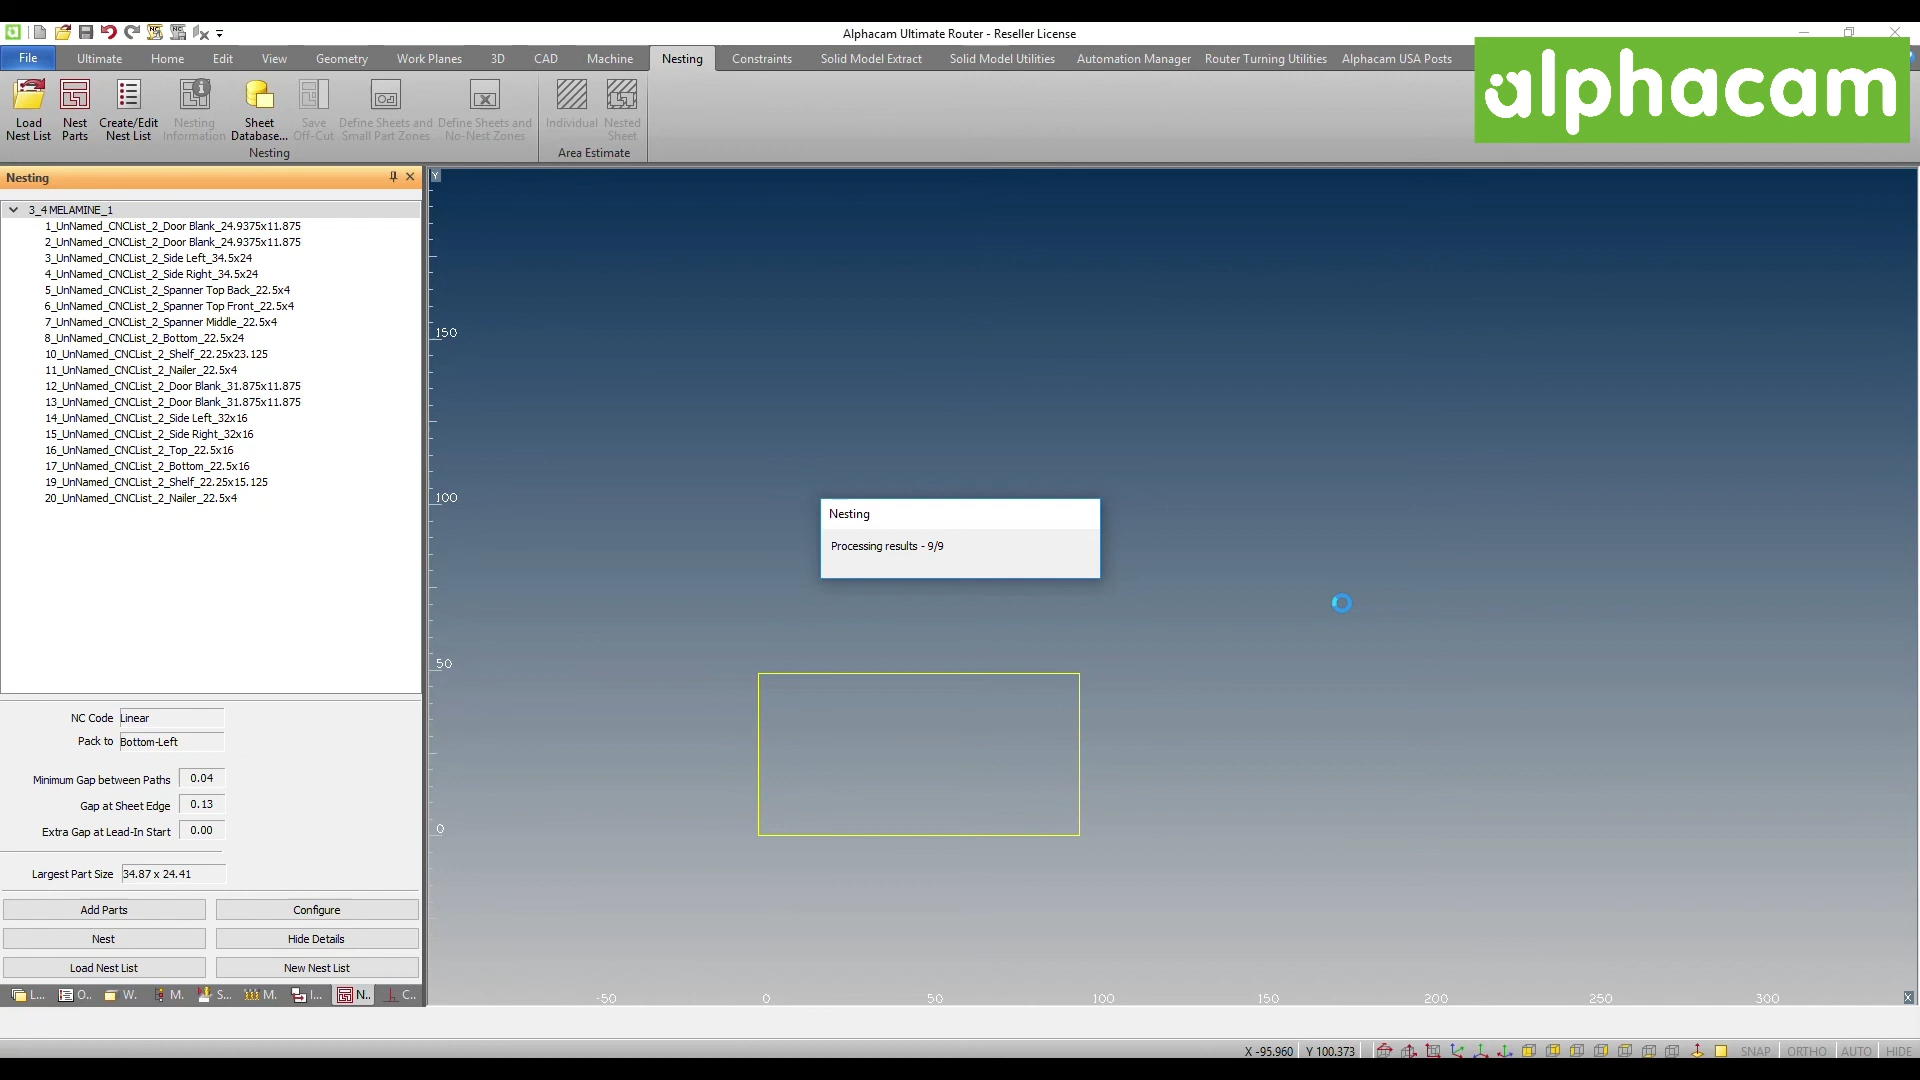 Alphacam Ultimate Router - Reseller License
File Ultimate Home Edit View Geometry Work Planes 3D CAD Machine Nesting Constraints Solid Model Extract Solid Model Utilities Automation Manager Router Turning Utilities Alphacam USA Posts
alphacam
Load Nest List
Nest Parts
Create/Edit Nest List
Nesting Information
Sheet Database...
Save Off-Cut
Define Sheets and Small Part Zones
Define Sheets and No-Nest Zones
Individual
Nested Sheet
Nesting
Area Estimate
Nesting
3_4 MELAMINE_1
1_UnNamed_CNCList_2_Door Blank_24.9375x11.875
2_UnNamed_CNCList_2_Door Blank_24.9375x11.875
3_UnNamed_CNCList_2_Side Left_34.5x24
4_UnNamed_CNCList_2_Side Right_34.5x24
5_UnNamed_CNCList_2_Spanner Top Back_22.5x4
6_UnNamed_CNCList_2_Spanner Top Front_22.5x4
7_UnNamed_CNCList_2_Spanner Middle_22.5x4
8_UnNamed_CNCList_2_Bottom_22.5x24
10_UnNamed_CNCList_2_Shelf_22.25x23.125
11_UnNamed_CNCList_2_Nailer_22.5x4
12_UnNamed_CNCList_2_Door Blank_31.875x11.875
13_UnNamed_CNCList_2_Door Blank_31.875x11.875
14_UnNamed_CNCList_2_Side Left_32x16
15_UnNamed_CNCList_2_Side Right_32x16
16_UnNamed_CNCList_2_Top_22.5x16
17_UnNamed_CNCList_2_Bottom_22.5x16
19_UnNamed_CNCList_2_Shelf_22.25x15.125
20_UnNamed_CNCList_2_Nailer_22.5x4
NC Code Linear
Pack to Bottom-Left
Minimum Gap between Paths 0.04
Gap at Sheet Edge 0.13
Extra Gap at Lead-In Start 0.00
Largest Part Size 34.87 x 24.41
Add Parts Configure
Nest Hide Details
Load Nest List New Nest List
L... O.. W. M. S... M. I... N.. C..
Y
150
100
50
0
Nesting
Processing results - 9/9
-50 0 50 100 150 200 250 300 X
X -95.960 Y 100.373 SNAP ORTHO AUTO HIDE